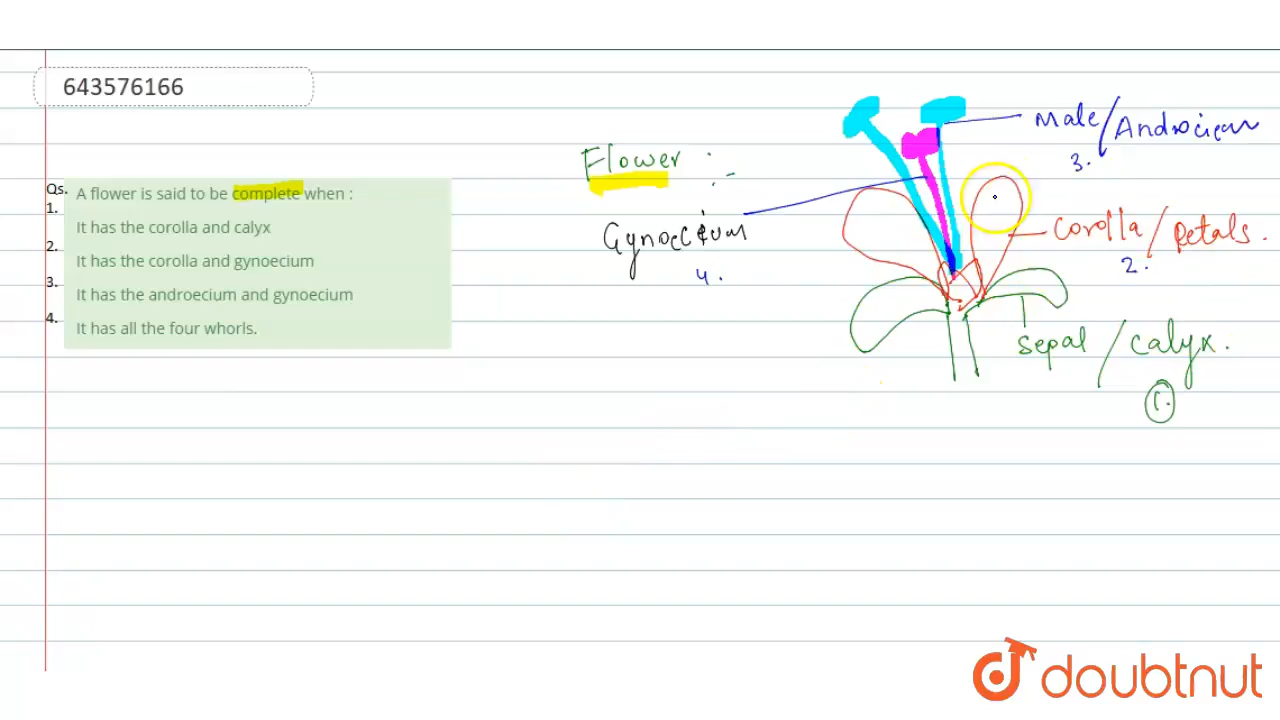 643576166
Qs. A flower is said to be complete when :
1. It has the corolla and calyx
2. It has the corolla and gynoecium
3. It has the androecium and gynoecium
4. It has all the four whorls.
Flower :-
Male / Androcieum
3.
Gynoecium
4.
Corolla / Petals.
2.
Sepal / Calyx.
1.
doubtnut